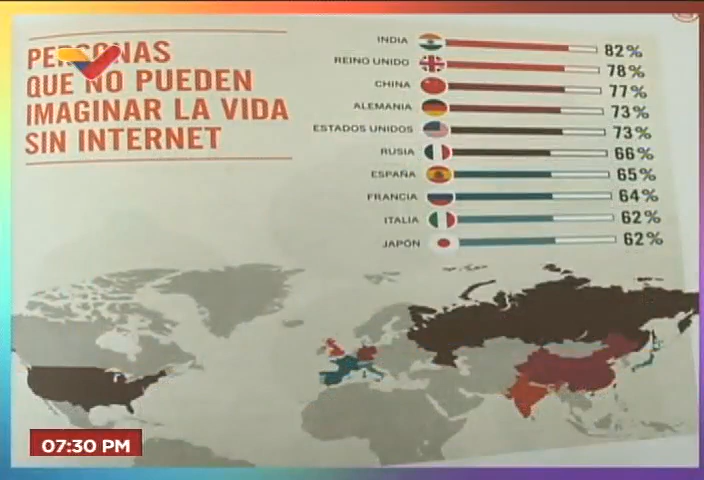 PERSONAS
QUE NO PUEDEN
IMAGINAR LA VIDA
SIN INTERNET
INDIA 82%
REINO UNIDO 78%
CHINA 77%
ALEMANIA 73%
ESTADOS UNIDOS 73%
RUSIA 66%
ESPAÑA 65%
FRANCIA 64%
ITALIA 62%
JAPÓN 62%
07:30 PM